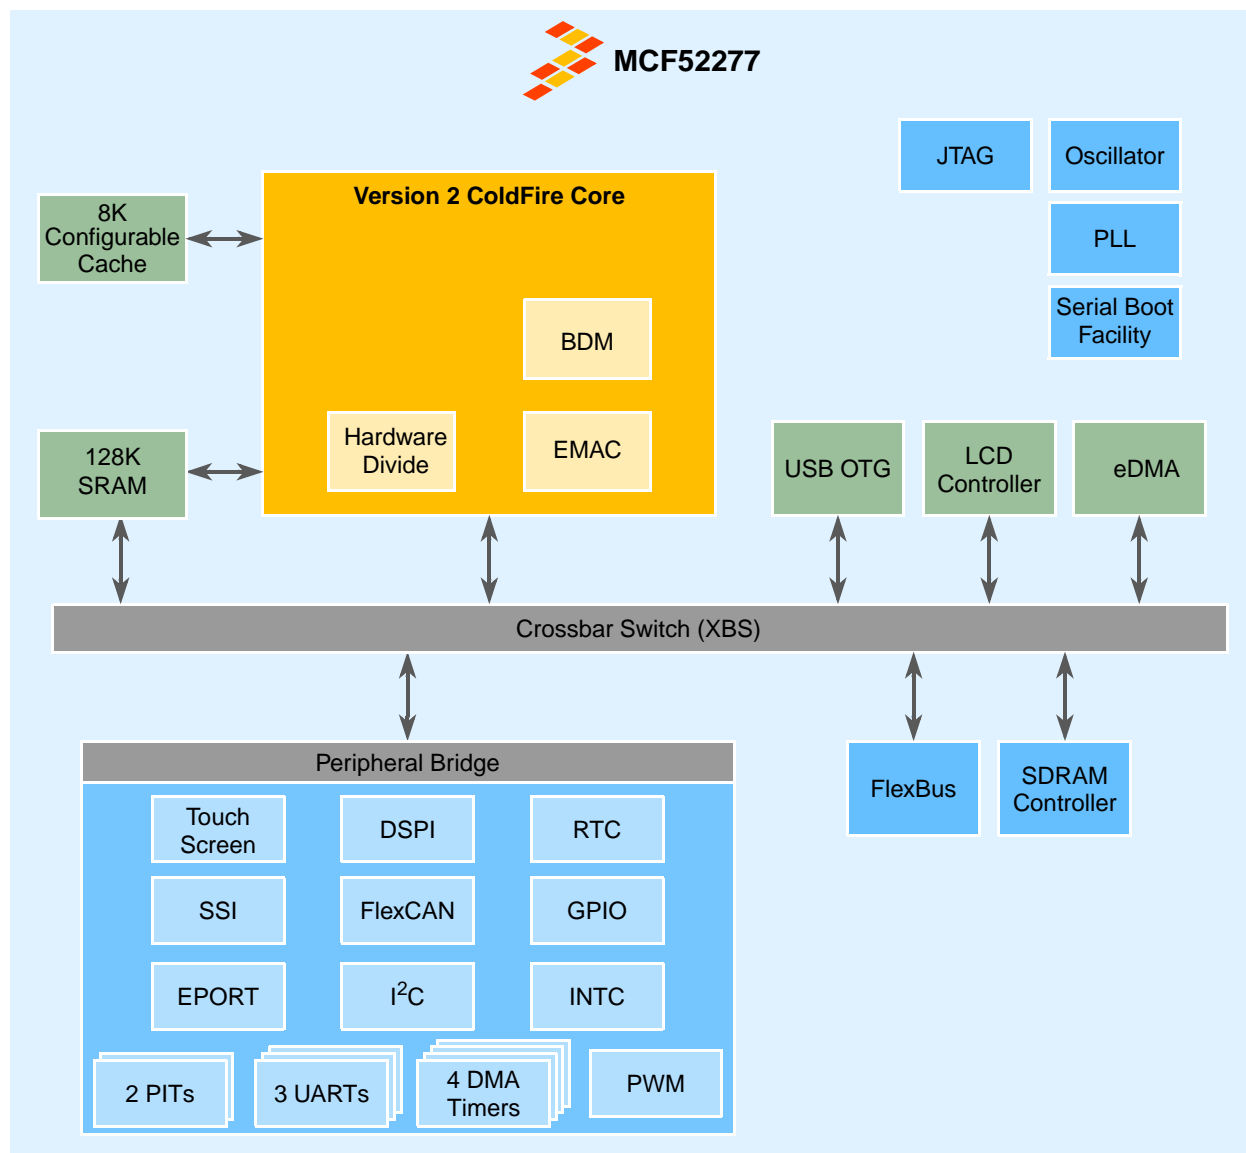 MCF52277
JTAG
Oscillator
Version 2 ColdFire Core
8K
Configurable
Cache
PLL
Serial Boot
Facility
BDM
Hardware
Divide
EMAC
128K
SRAM
USB OTG
LCD
Controller
eDMA
Crossbar Switch (XBS)
Peripheral Bridge
FlexBus
SDRAM
Controller
Touch
Screen
DSPI
RTC
SSI
FlexCAN
GPIO
EPORT
I²C
INTC
2 PITs
3 UARTs
4 DMA
Timers
PWM